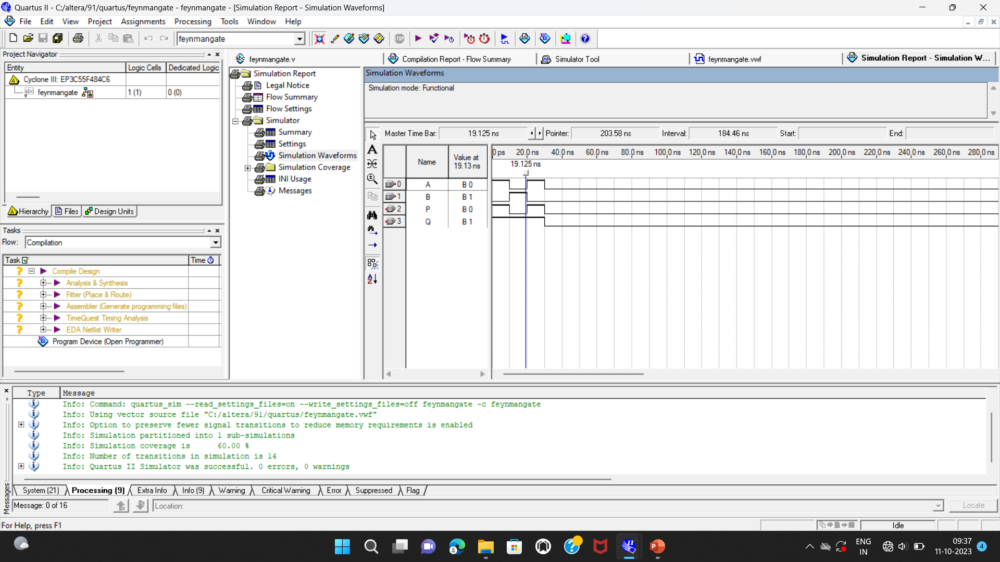 Quartus II - C:/altera/91/quartus/feynmangate - feynmangate - [Simulation Report - Simulation Waveforms]
File Edit View Project Assignments Processing Tools Window Help
feynmangate
STOP
Project Navigator
Entity Logic Cells Dedicated Logic
Cyclone III: EP3C55F484C6
abd feynmangate 1 (1) 0 (0)
Hierarchy Files Design Units
Tasks
Flow: Compilation
Task Time
Compile Design
Analysis & Synthesis
Fitter (Place & Route)
Assembler (Generate programming files)
TimeQuest Timing Analysis
EDA Netlist Writer
Program Device (Open Programmer)
abc feynmangate.v Compilation Report - Flow Summary Simulator Tool feynmangate.vwf Simulation Report - Simulation W...
Simulation Report
Legal Notice
Flow Summary
Flow Settings
Simulator
Summary
Settings
Simulation Waveforms
Simulation Coverage
INI Usage
Messages
Simulation Waveforms
Simulation mode: Functional
Master Time Bar: 19.125 ns Pointer: 203.58 ns Interval: 184.46 ns Start: End:
Name Value at 19.13 ns
0 ps 20.0 ns 40.0 ns 60.0 ns 80.0 ns 100.0 ns 120.0 ns 140.0 ns 160.0 ns 180.0 ns 200.0 ns 220.0 ns 240.0 ns 260.0 ns 280.0 ns
19.125 ns
0 A B 0
1 B B 1
2 P B 0
3 Q B 1
Type Message
Info: Command: quartus_sim --read_settings_files=on --write_settings_files=off feynmangate -c feynmangate
Info: Using vector source file "C:/altera/91/quartus/feynmangate.vwf"
Info: Option to preserve fewer signal transitions to reduce memory requirements is enabled
Info: Simulation partitioned into 1 sub-simulations
Info: Simulation coverage is 60.00 %
Info: Number of transitions in simulation is 14
Info: Quartus II Simulator was successful. 0 errors, 0 warnings
Messages
System (21) Processing (9) Extra Info Info (9) Warning Critical Warning Error Suppressed Flag
Message: 0 of 16 Location: Locate
For Help, press F1 Idle
ENG
IN
09:37
11-10-2023
4